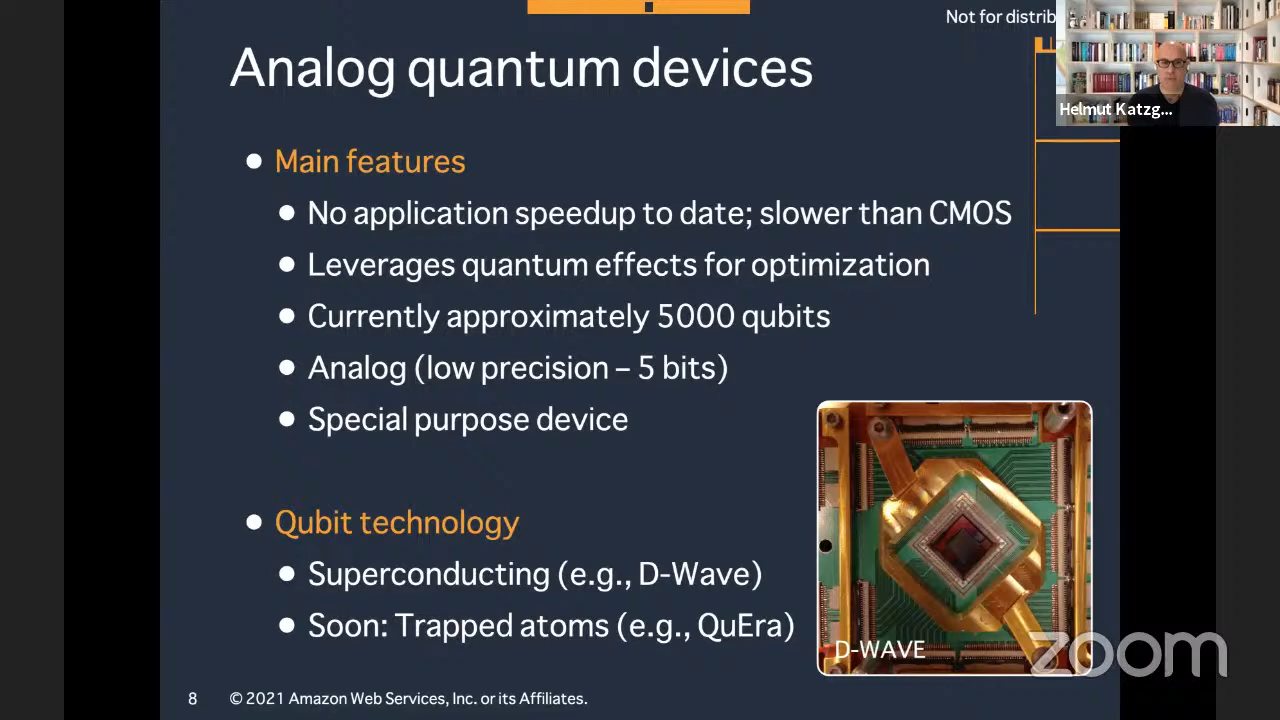 Not for distrib
Analog quantum devices
Helmut Katzg...
Main features
No application speedup to date; slower than CMOS
Leverages quantum effects for optimization
Currently approximately 5000 qubits
Analog (low precision – 5 bits)
Special purpose device
Qubit technology
Superconducting (e.g., D-Wave)
Soon: Trapped atoms (e.g., QuEra)
D-WAVE
zoom
8 © 2021 Amazon Web Services, Inc. or its Affiliates.